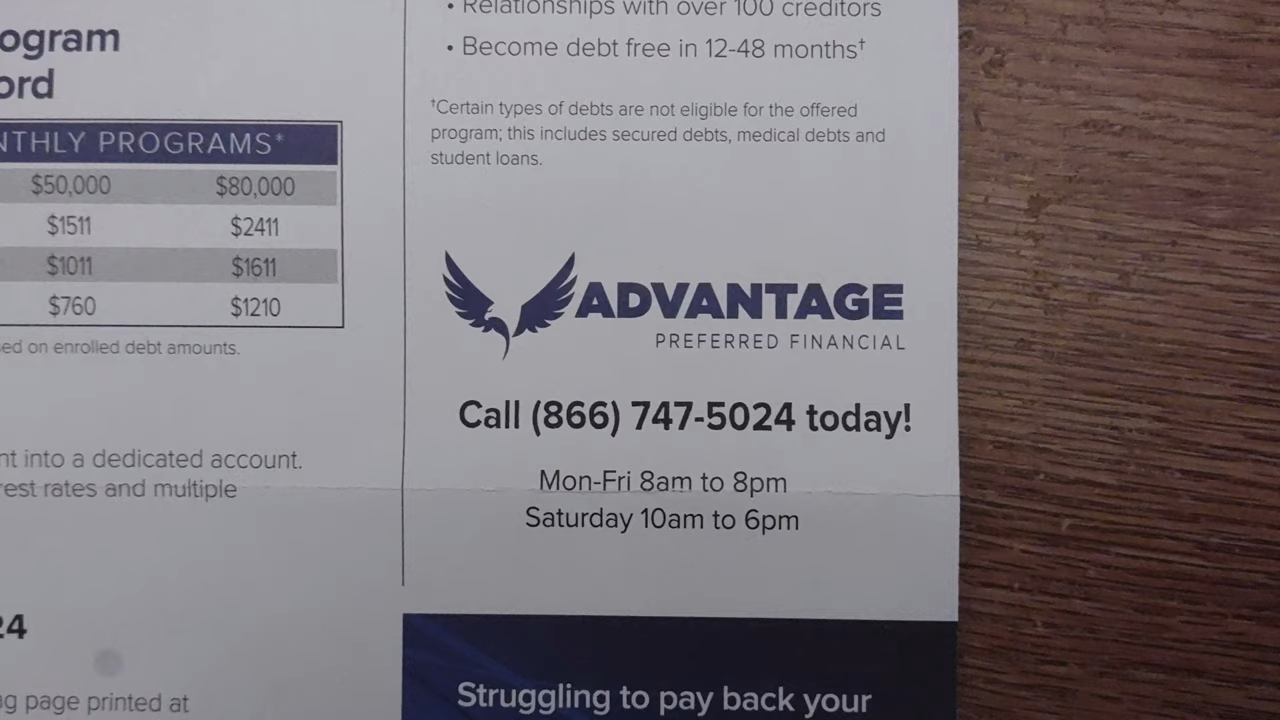 ogram
ord
NTHLY PROGRAMS*
$50,000 $80,000
$1511 $2411
$1011 $1611
$760 $1210
ed on enrolled debt amounts.
nt into a dedicated account.
rest rates and multiple
24
g page printed at
• Relationships with over 100 creditors
• Become debt free in 12-48 months†
†Certain types of debts are not eligible for the offered
program; this includes secured debts, medical debts and
student loans.
ADVANTAGE
PREFERRED FINANCIAL
Call (866) 747-5024 today!
Mon-Fri 8am to 8pm
Saturday 10am to 6pm
Struggling to pay back your